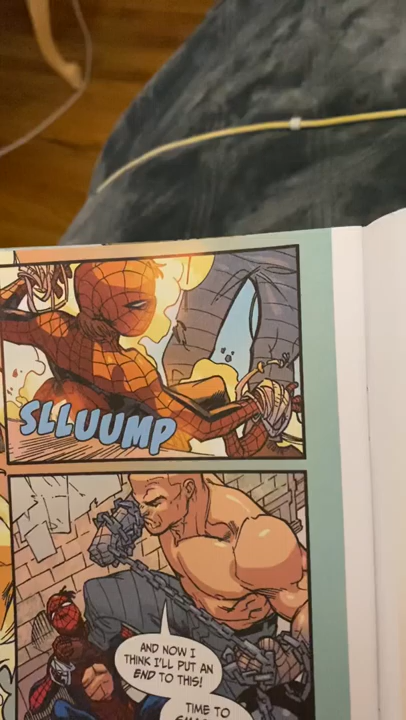 SLLUUMP
AND NOW I
THINK I'LL PUT AN
END TO THIS!
TIME TO